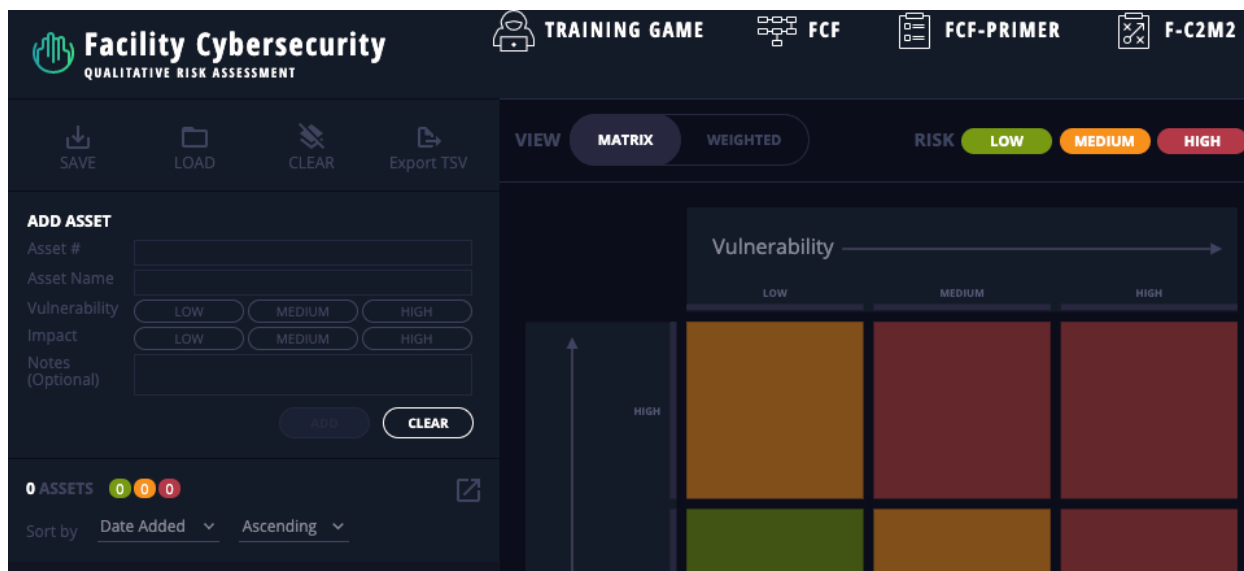 Facility Cybersecurity
QUALITATIVE RISK ASSESSMENT
TRAINING GAME
FCF
FCF-PRIMER
F-C2M2
SAVE
LOAD
CLEAR
Export TSV
VIEW MATRIX WEIGHTED
RISK LOW MEDIUM HIGH
ADD ASSET
Asset #
Asset Name
Vulnerability LOW MEDIUM HIGH
Impact LOW MEDIUM HIGH
Notes
(Optional)
ADD CLEAR
0 ASSETS 0 0 0
Sort by Date Added Ascending
Vulnerability
LOW MEDIUM HIGH
HIGH